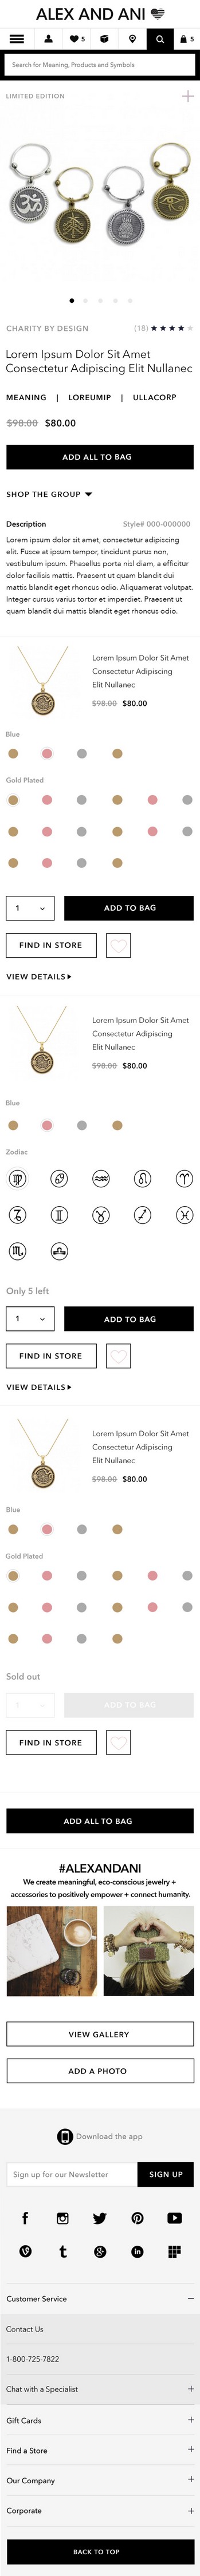 ALEX AND ANI
5
5
Search for Meaning, Products and Symbols
LIMITED EDITION
CHARITY BY DESIGN (18)
Lorem Ipsum Dolor Sit Amet
Consectetur Adipiscing Elit Nullanec
MEANING | LOREUMIP | ULLACORP
$98.00 $80.00
ADD ALL TO BAG
SHOP THE GROUP
Description Style# 000-000000
Lorem ipsum dolor sit amet, consectetur adipiscing
elit. Fusce at ipsum tempor, tincidunt purus non,
vestibulum ipsum. Phasellus porta nisl diam, a efficitur
dolor facilisis mattis. Praesent ut quam blandit dui
mattis blandit eget rhoncus odio. Aliquamerat volutpat.
Integer cursus varius tortor et imperdiet. Praesent ut
quam blandit dui mattis blandit eget rhoncus odio.
Lorem Ipsum Dolor Sit Amet
Consectetur Adipiscing
Elit Nullanec
$98.00 $80.00
Blue
Gold Plated
1 ADD TO BAG
FIND IN STORE
VIEW DETAILS
Lorem Ipsum Dolor Sit Amet
Consectetur Adipiscing
Elit Nullanec
$98.00 $80.00
Blue
Zodiac
Only 5 left
1 ADD TO BAG
FIND IN STORE
VIEW DETAILS
Lorem Ipsum Dolor Sit Amet
Consectetur Adipiscing
Elit Nullanec
$98.00 $80.00
Blue
Gold Plated
Sold out
1 ADD TO BAG
FIND IN STORE
ADD ALL TO BAG
#ALEXANDANI
We create meaningful, eco-conscious jewelry +
accessories to positively empower + connect humanity.
VIEW GALLERY
ADD A PHOTO
Download the app
Sign up for our Newsletter SIGN UP
Customer Service
Contact Us
1-800-725-7822
Chat with a Specialist
Gift Cards
Find a Store
Our Company
Corporate
BACK TO TOP